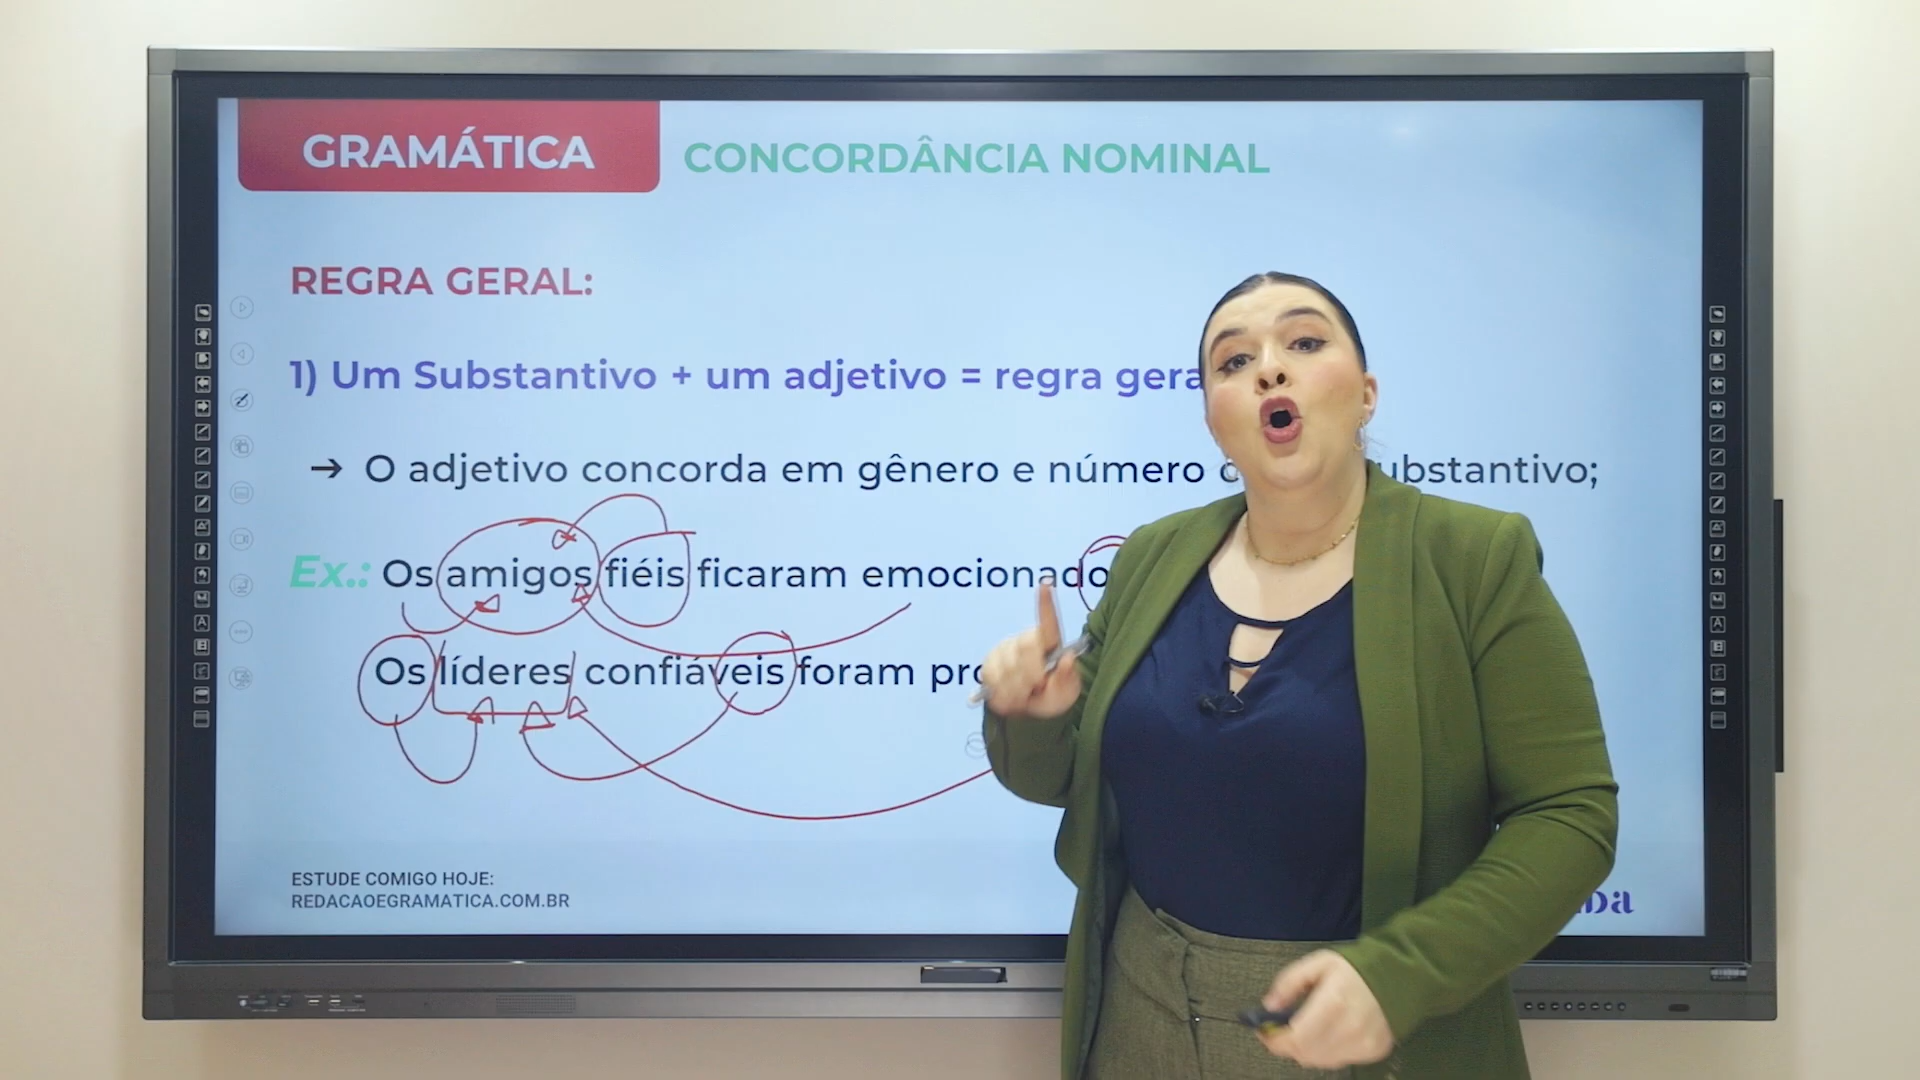 GRAMÁTICA
CONCORDÂNCIA NOMINAL
REGRA GERAL:
1) Um Substantivo + um adjetivo = regra gera
➔ O adjetivo concorda em gênero e número ubstantivo;
Ex.: Os amigos fiéis ficaram emocionado
Os líderes confiáveis foram pro
ESTUDE COMIGO HOJE:
REDACAOEGRAMATICA.COM.BR